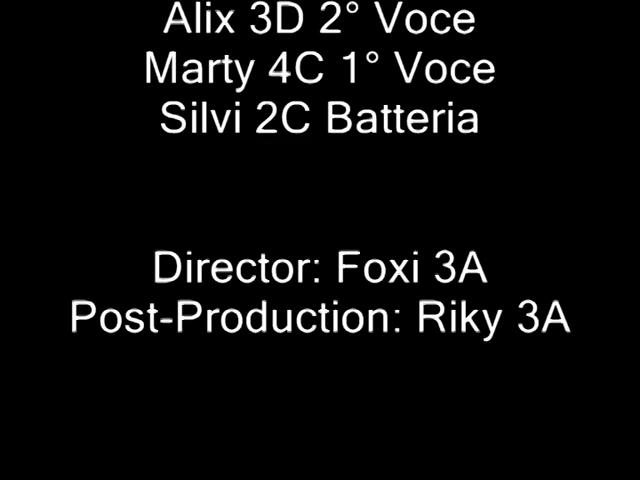 Alix 3D 2° Voce
Marty 4C 1° Voce
Silvi 2C Batteria
Director: Foxi 3A
Post-Production: Riky 3A